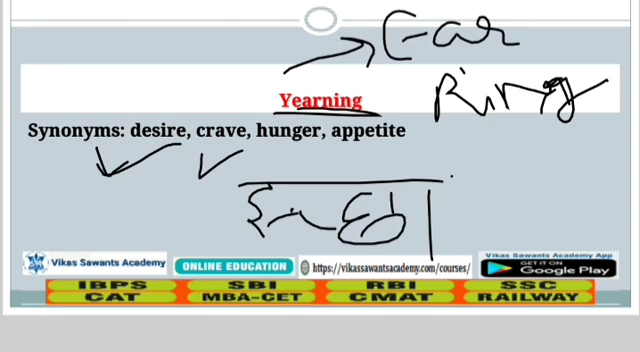 Ear
Ring
Yearning
Synonyms: desire, crave, hunger, appetite
इच्छा
Vikas Sawants Academy
ONLINE EDUCATION
https://vikassawantsacademy.com/courses/
Vikas Sawants Academy App
GET IT ON
Google Play
IBPS SBI RBI SSC
CAT MBA-CET CMAT RAILWAY